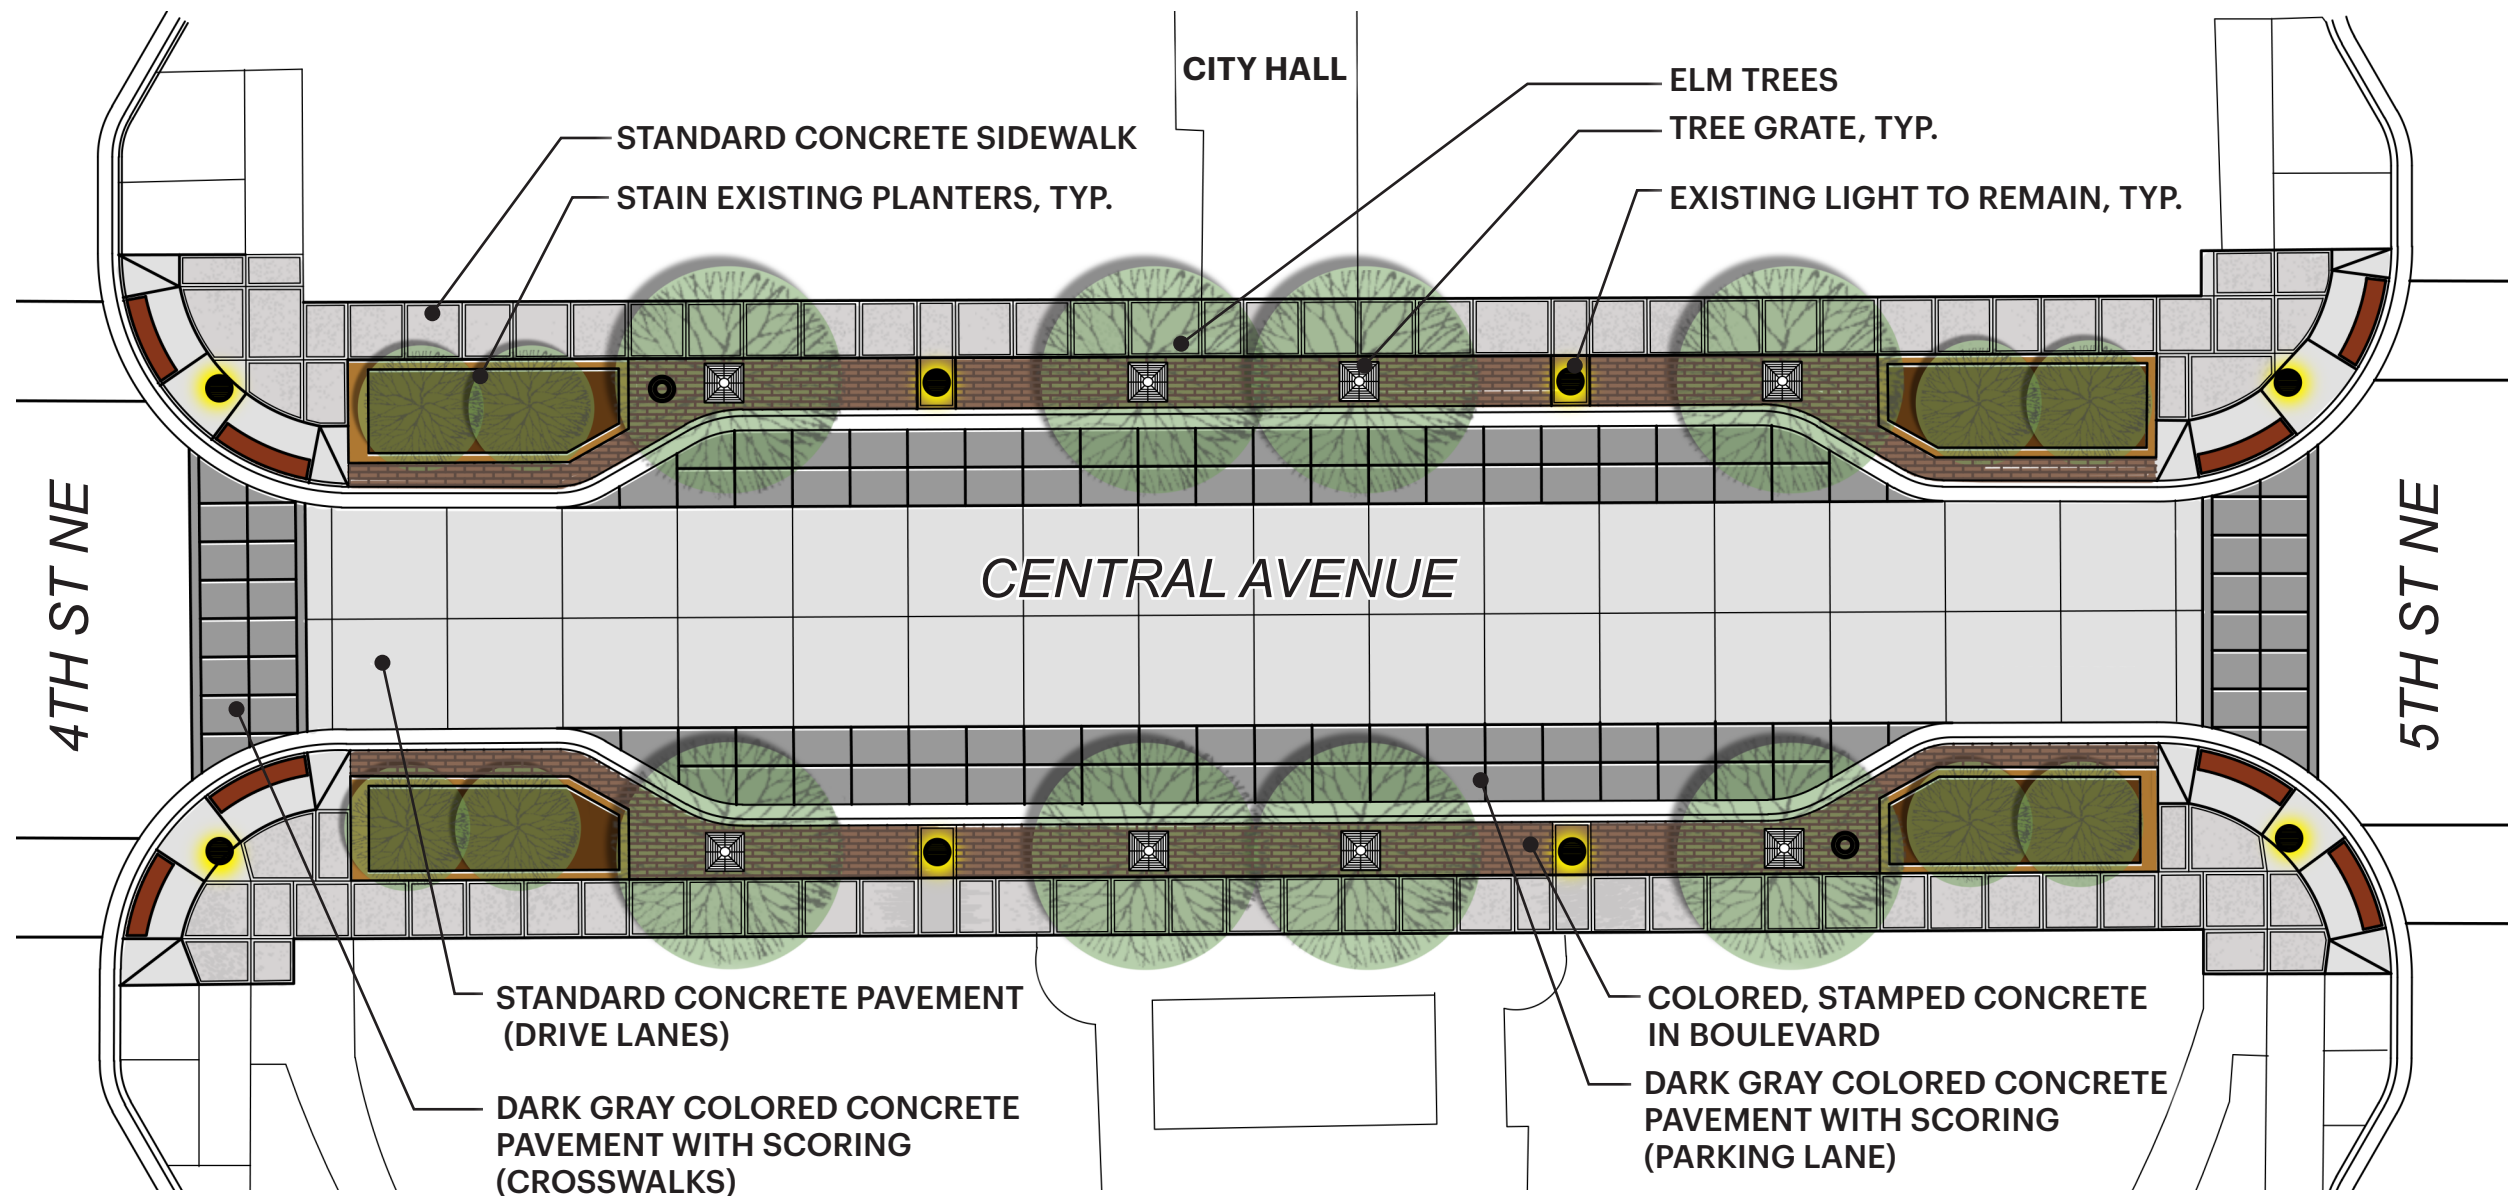 CITY HALL
ELM TREES
TREE GRATE, TYP.
STANDARD CONCRETE SIDEWALK
STAIN EXISTING PLANTERS, TYP.
EXISTING LIGHT TO REMAIN, TYP.
4TH ST NE
CENTRAL AVENUE
5TH ST NE
STANDARD CONCRETE PAVEMENT
(DRIVE LANES)
DARK GRAY COLORED CONCRETE
PAVEMENT WITH SCORING
(CROSSWALKS)
COLORED, STAMPED CONCRETE
IN BOULEVARD
DARK GRAY COLORED CONCRETE
PAVEMENT WITH SCORING
(PARKING LANE)